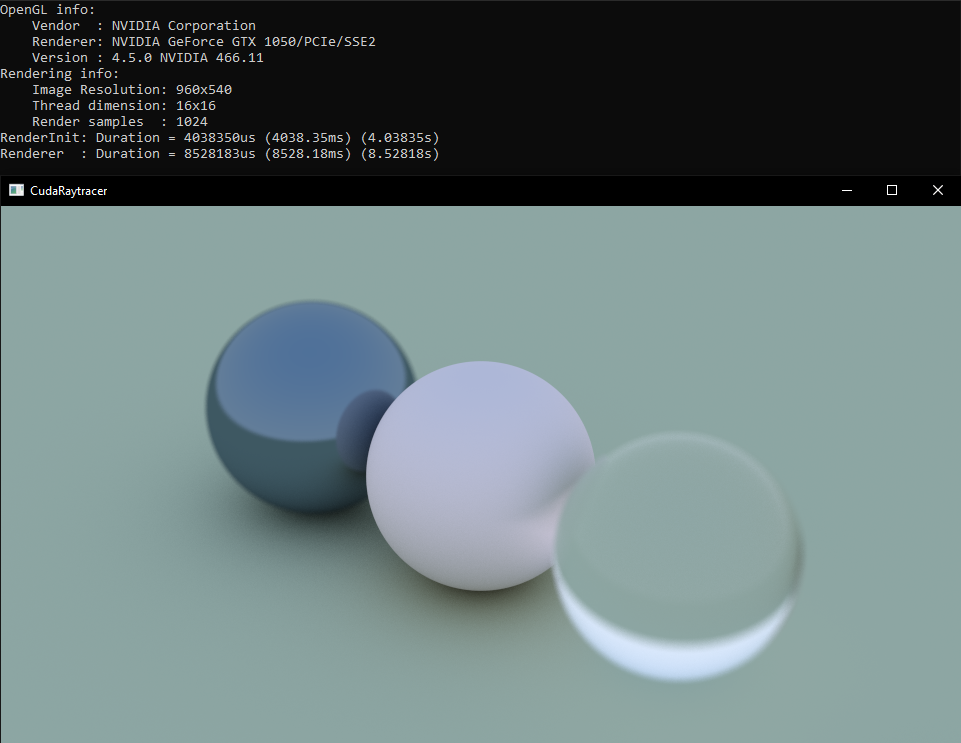 OpenGL info:
    Vendor  : NVIDIA Corporation
    Renderer: NVIDIA GeForce GTX 1050/PCIe/SSE2
    Version : 4.5.0 NVIDIA 466.11
Rendering info:
    Image Resolution: 960x540
    Thread dimension: 16x16
    Render samples  : 1024
RenderInit: Duration = 4038350us (4038.35ms) (4.03835s)
Renderer  : Duration = 8528183us (8528.18ms) (8.52818s)
CudaRaytracer